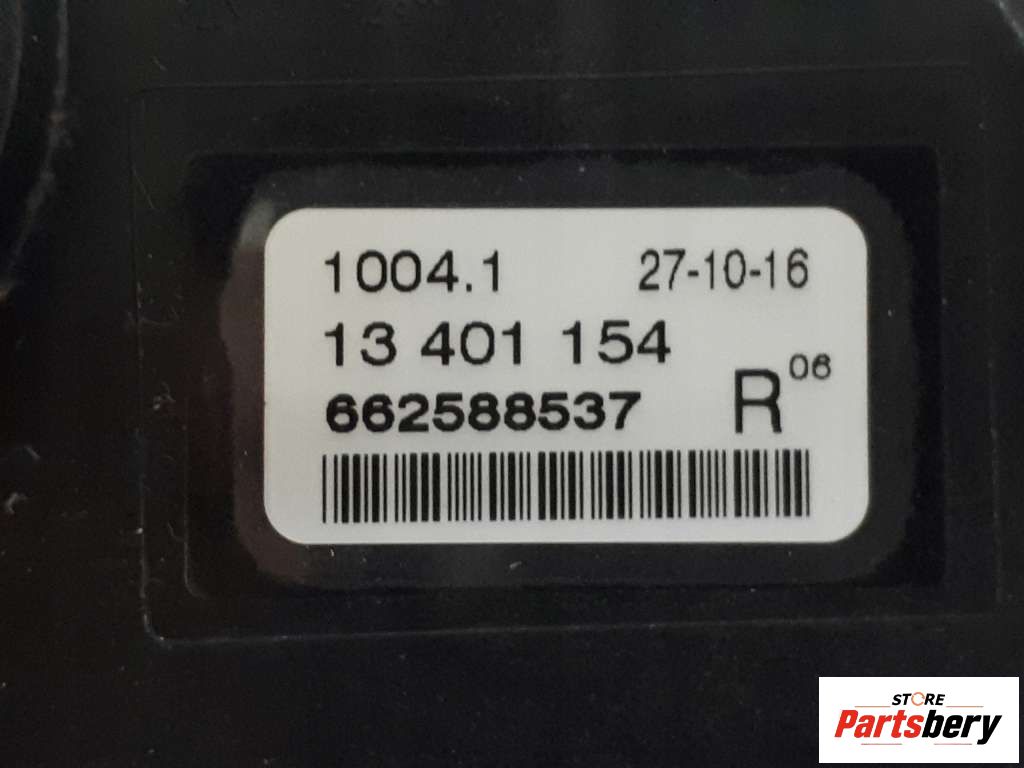 1004.1 27-10-16
13 401 154
662588537 R 06
STORE
Partsbery